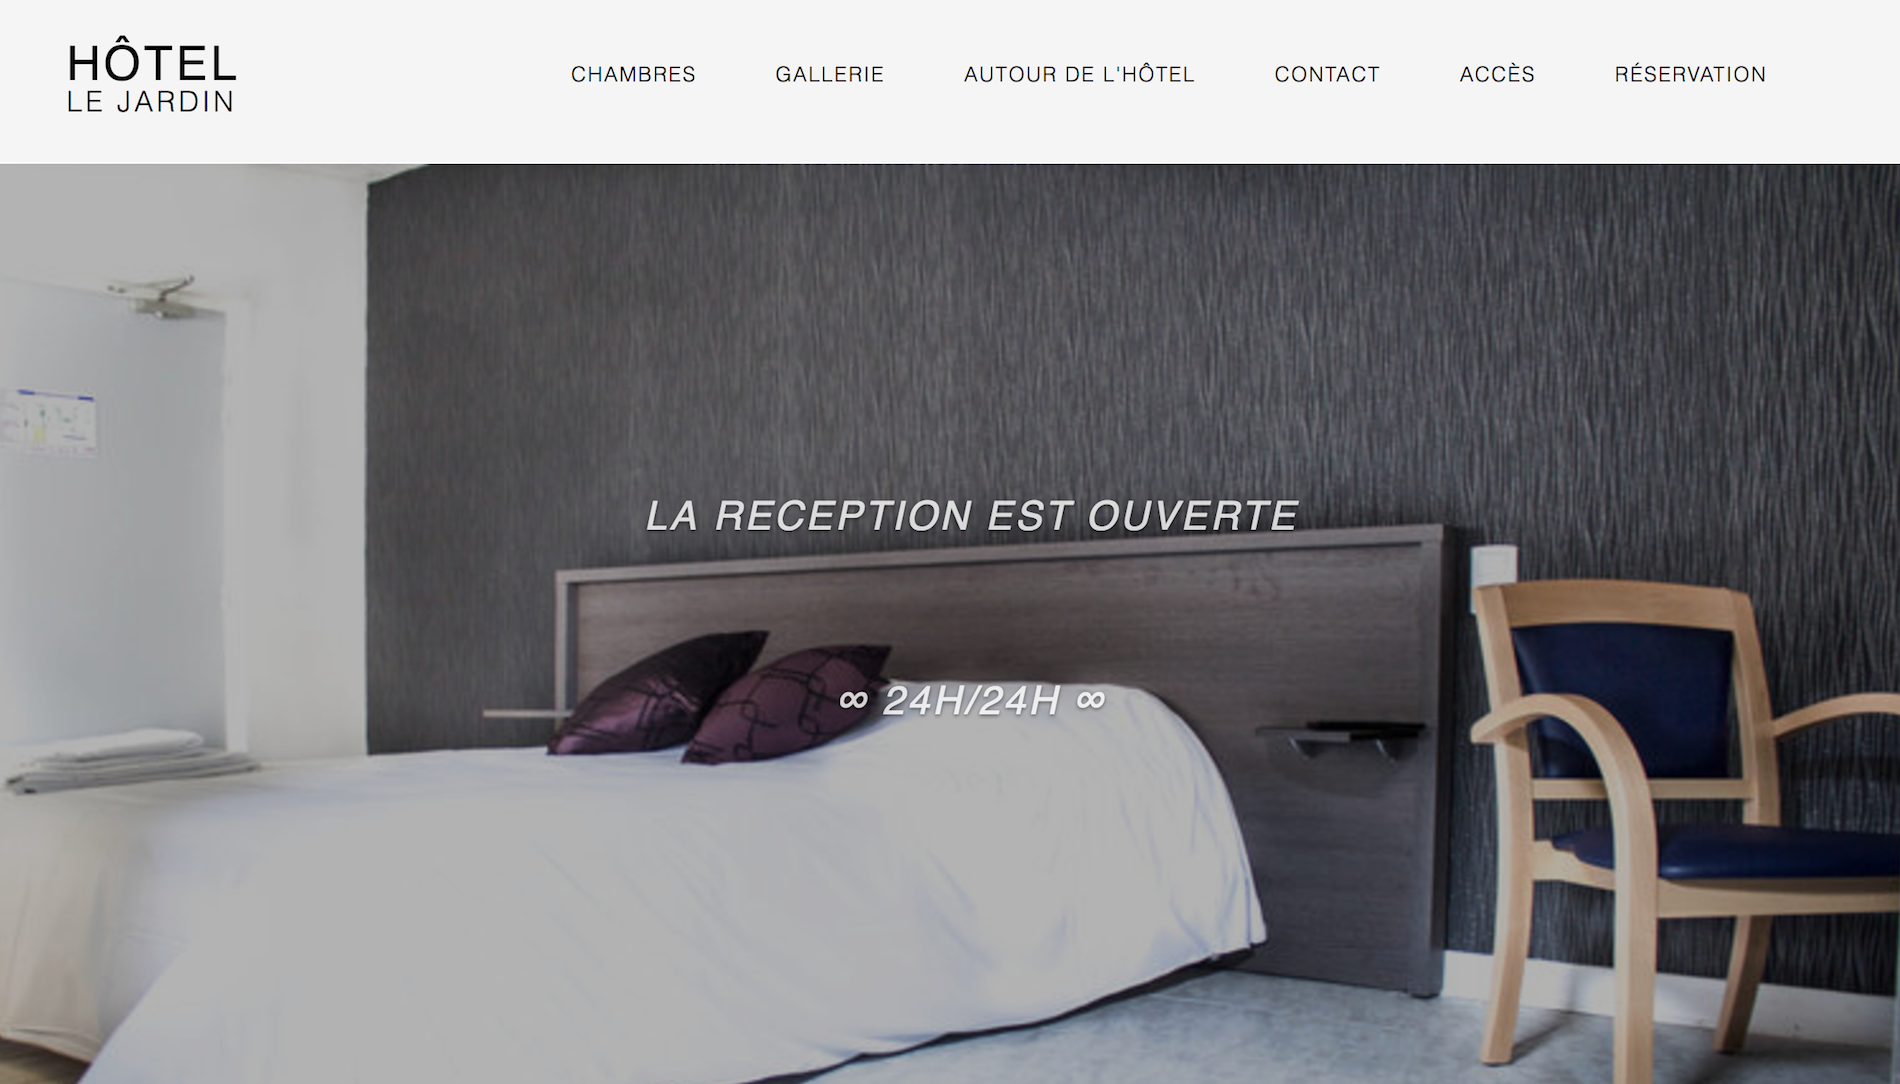 HÔTEL
LE JARDIN
CHAMBRES GALLERIE AUTOUR DE L'HÔTEL CONTACT ACCÈS RÉSERVATION
LA RECEPTION EST OUVERTE
∞ 24H/24H ∞